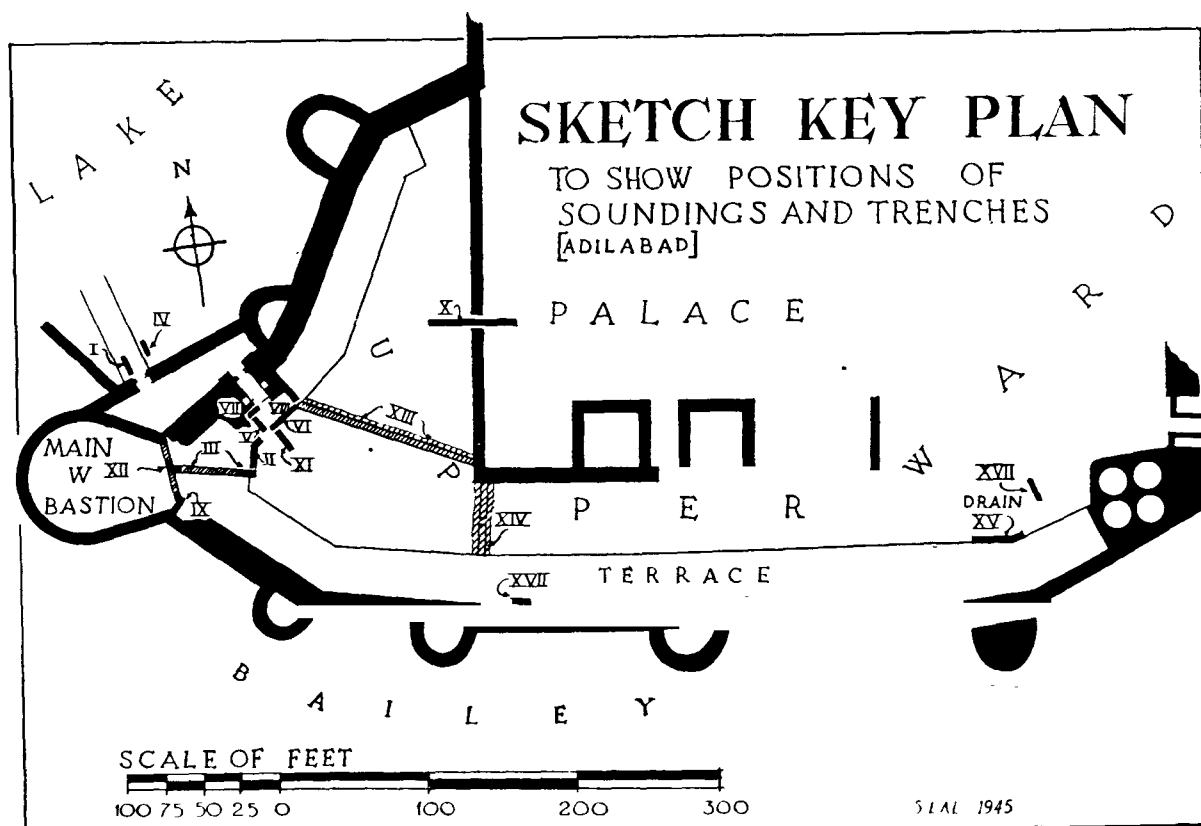 SKETCH KEY PLAN
TO SHOW POSITIONS OF
SOUNDINGS AND TRENCHES
[ADILABAD]
LAKE
N
IV
I
X
PALACE
UPPER WARD
VII
VIII
V
VI
XIII
MAIN
W
BASTION
XII
III
II
XI
IX
XIV
XVII
DRAIN
XV
TERRACE
XVII
BAILEY
SCALE OF FEET
100 75 50 25 0 100 200 300
S LAL 1945